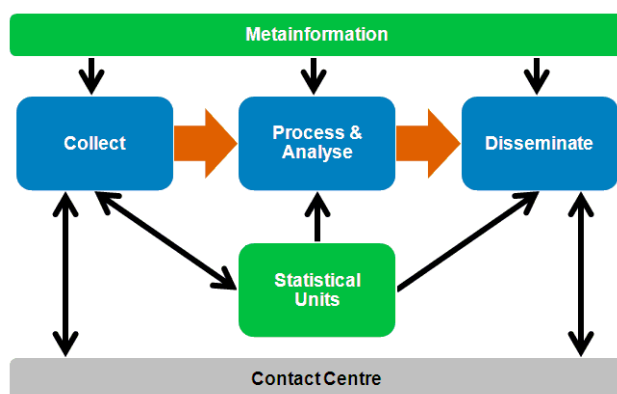 Metainformation
Collect
Process &
Analyse
Disseminate
Statistical
Units
Contact Centre